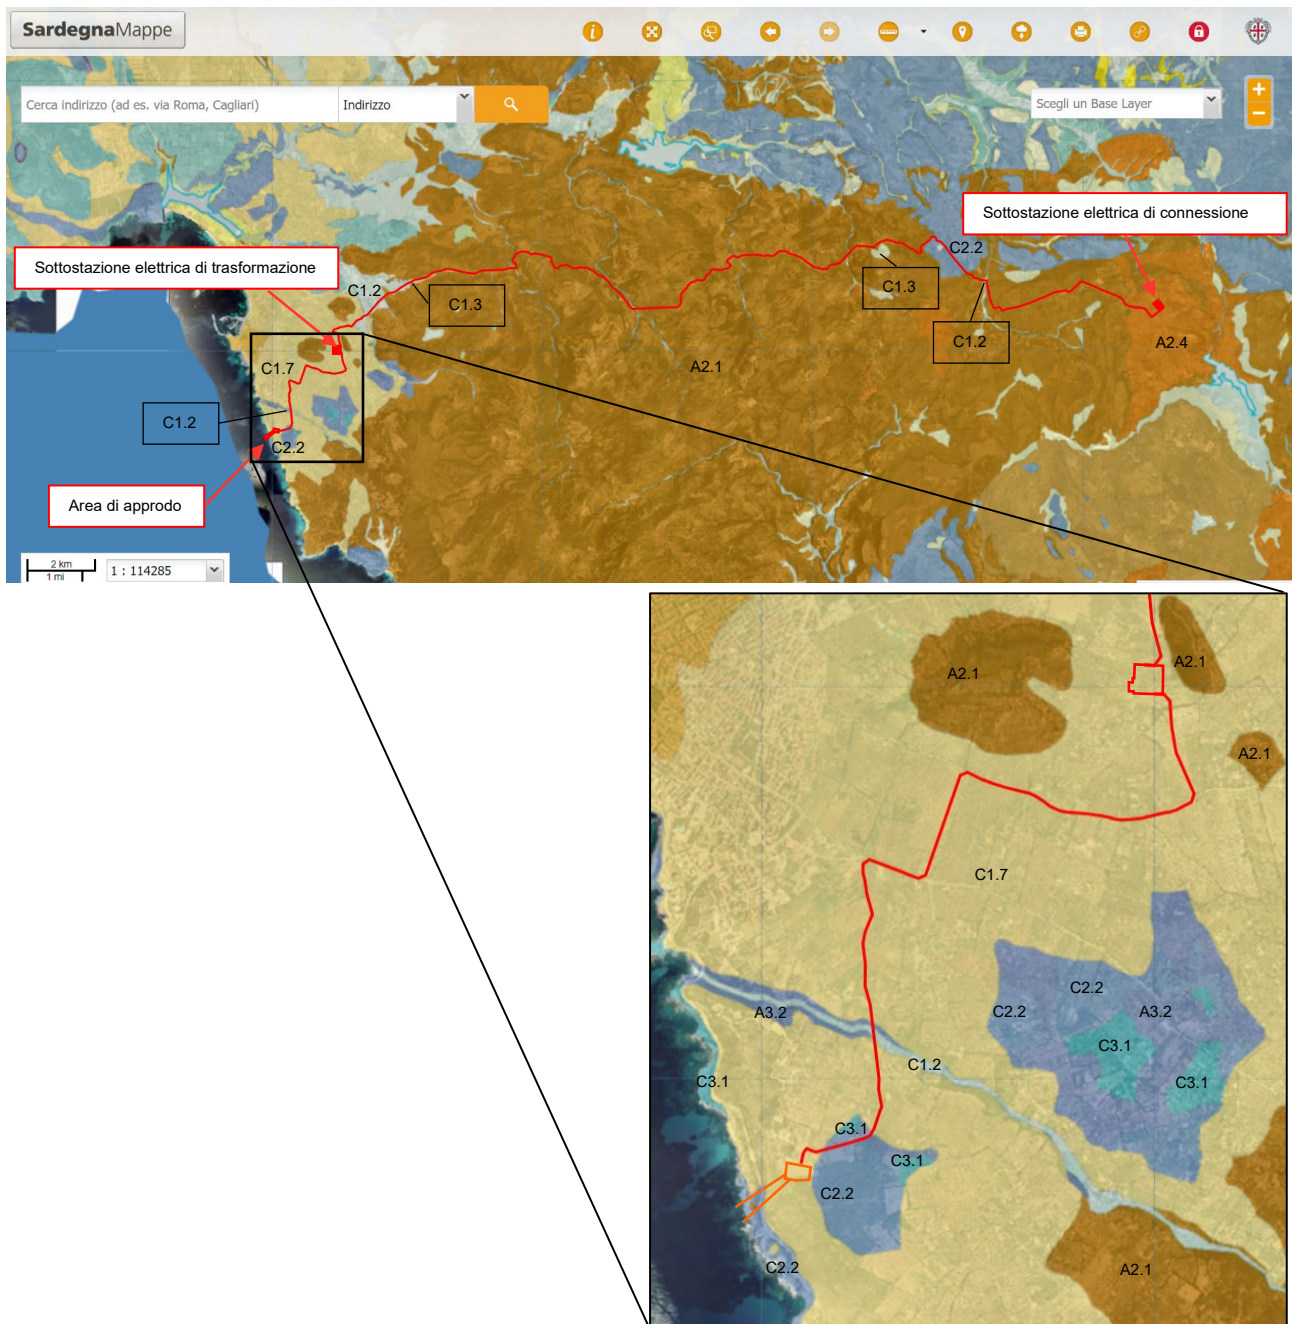 SardegnaMappe
Cerca indirizzo (ad es. via Roma, Cagliari)
Indirizzo
Scegli un Base Layer
+
−
Sottostazione elettrica di connessione
Sottostazione elettrica di trasformazione
C2.2
C1.2
C1.3
C1.3
C1.2
A2.4
A2.1
C1.7
C1.2
C2.2
Area di approdo
2 km
1 mi
1 : 114285
A2.1
A2.1
A2.1
C1.7
C2.2
C2.2
A3.2
A3.2
C3.1
C1.2
C3.1
C3.1
C3.1
C3.1
C2.2
C2.2
A2.1